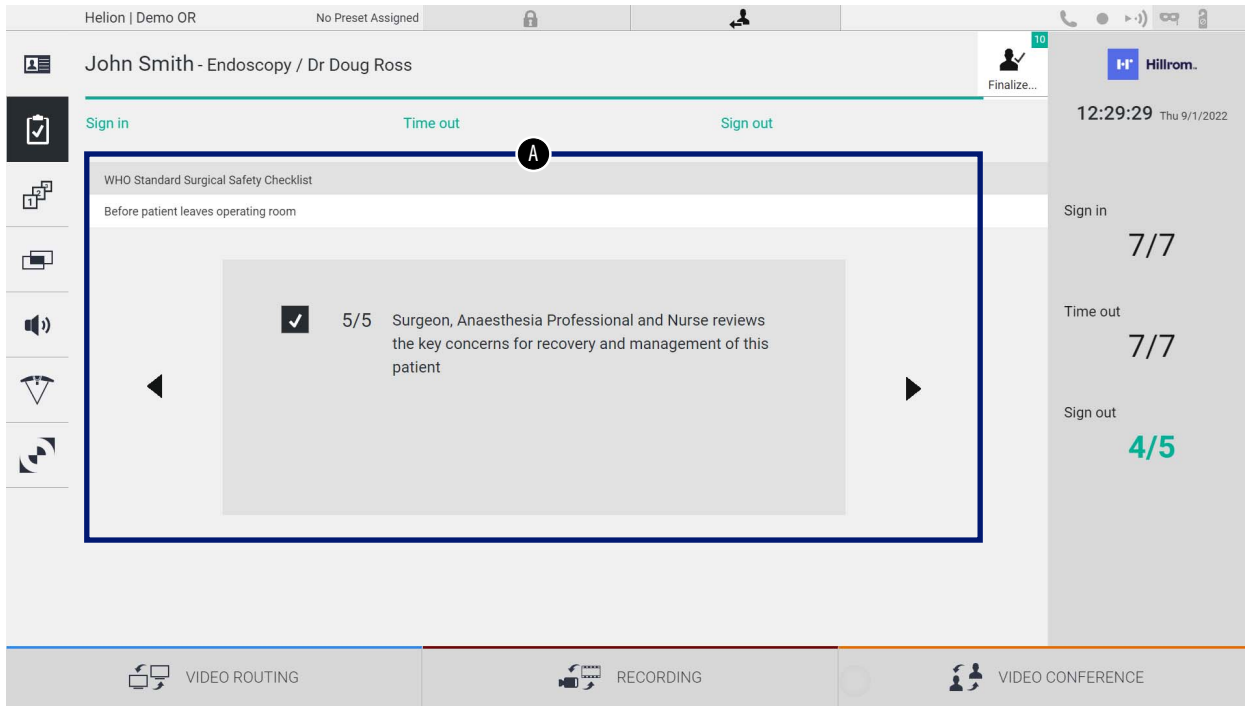 Helion | Demo OR
No Preset Assigned
John Smith - Endoscopy / Dr Doug Ross
10
Finalize...
Hillrom™
12:29:29 Thu 9/1/2022
Sign in
Time out
Sign out
A
WHO Standard Surgical Safety Checklist
Before patient leaves operating room
5/5
Surgeon, Anaesthesia Professional and Nurse reviews
the key concerns for recovery and management of this
patient
Sign in
7/7
Time out
7/7
Sign out
4/5
VIDEO ROUTING
RECORDING
VIDEO CONFERENCE